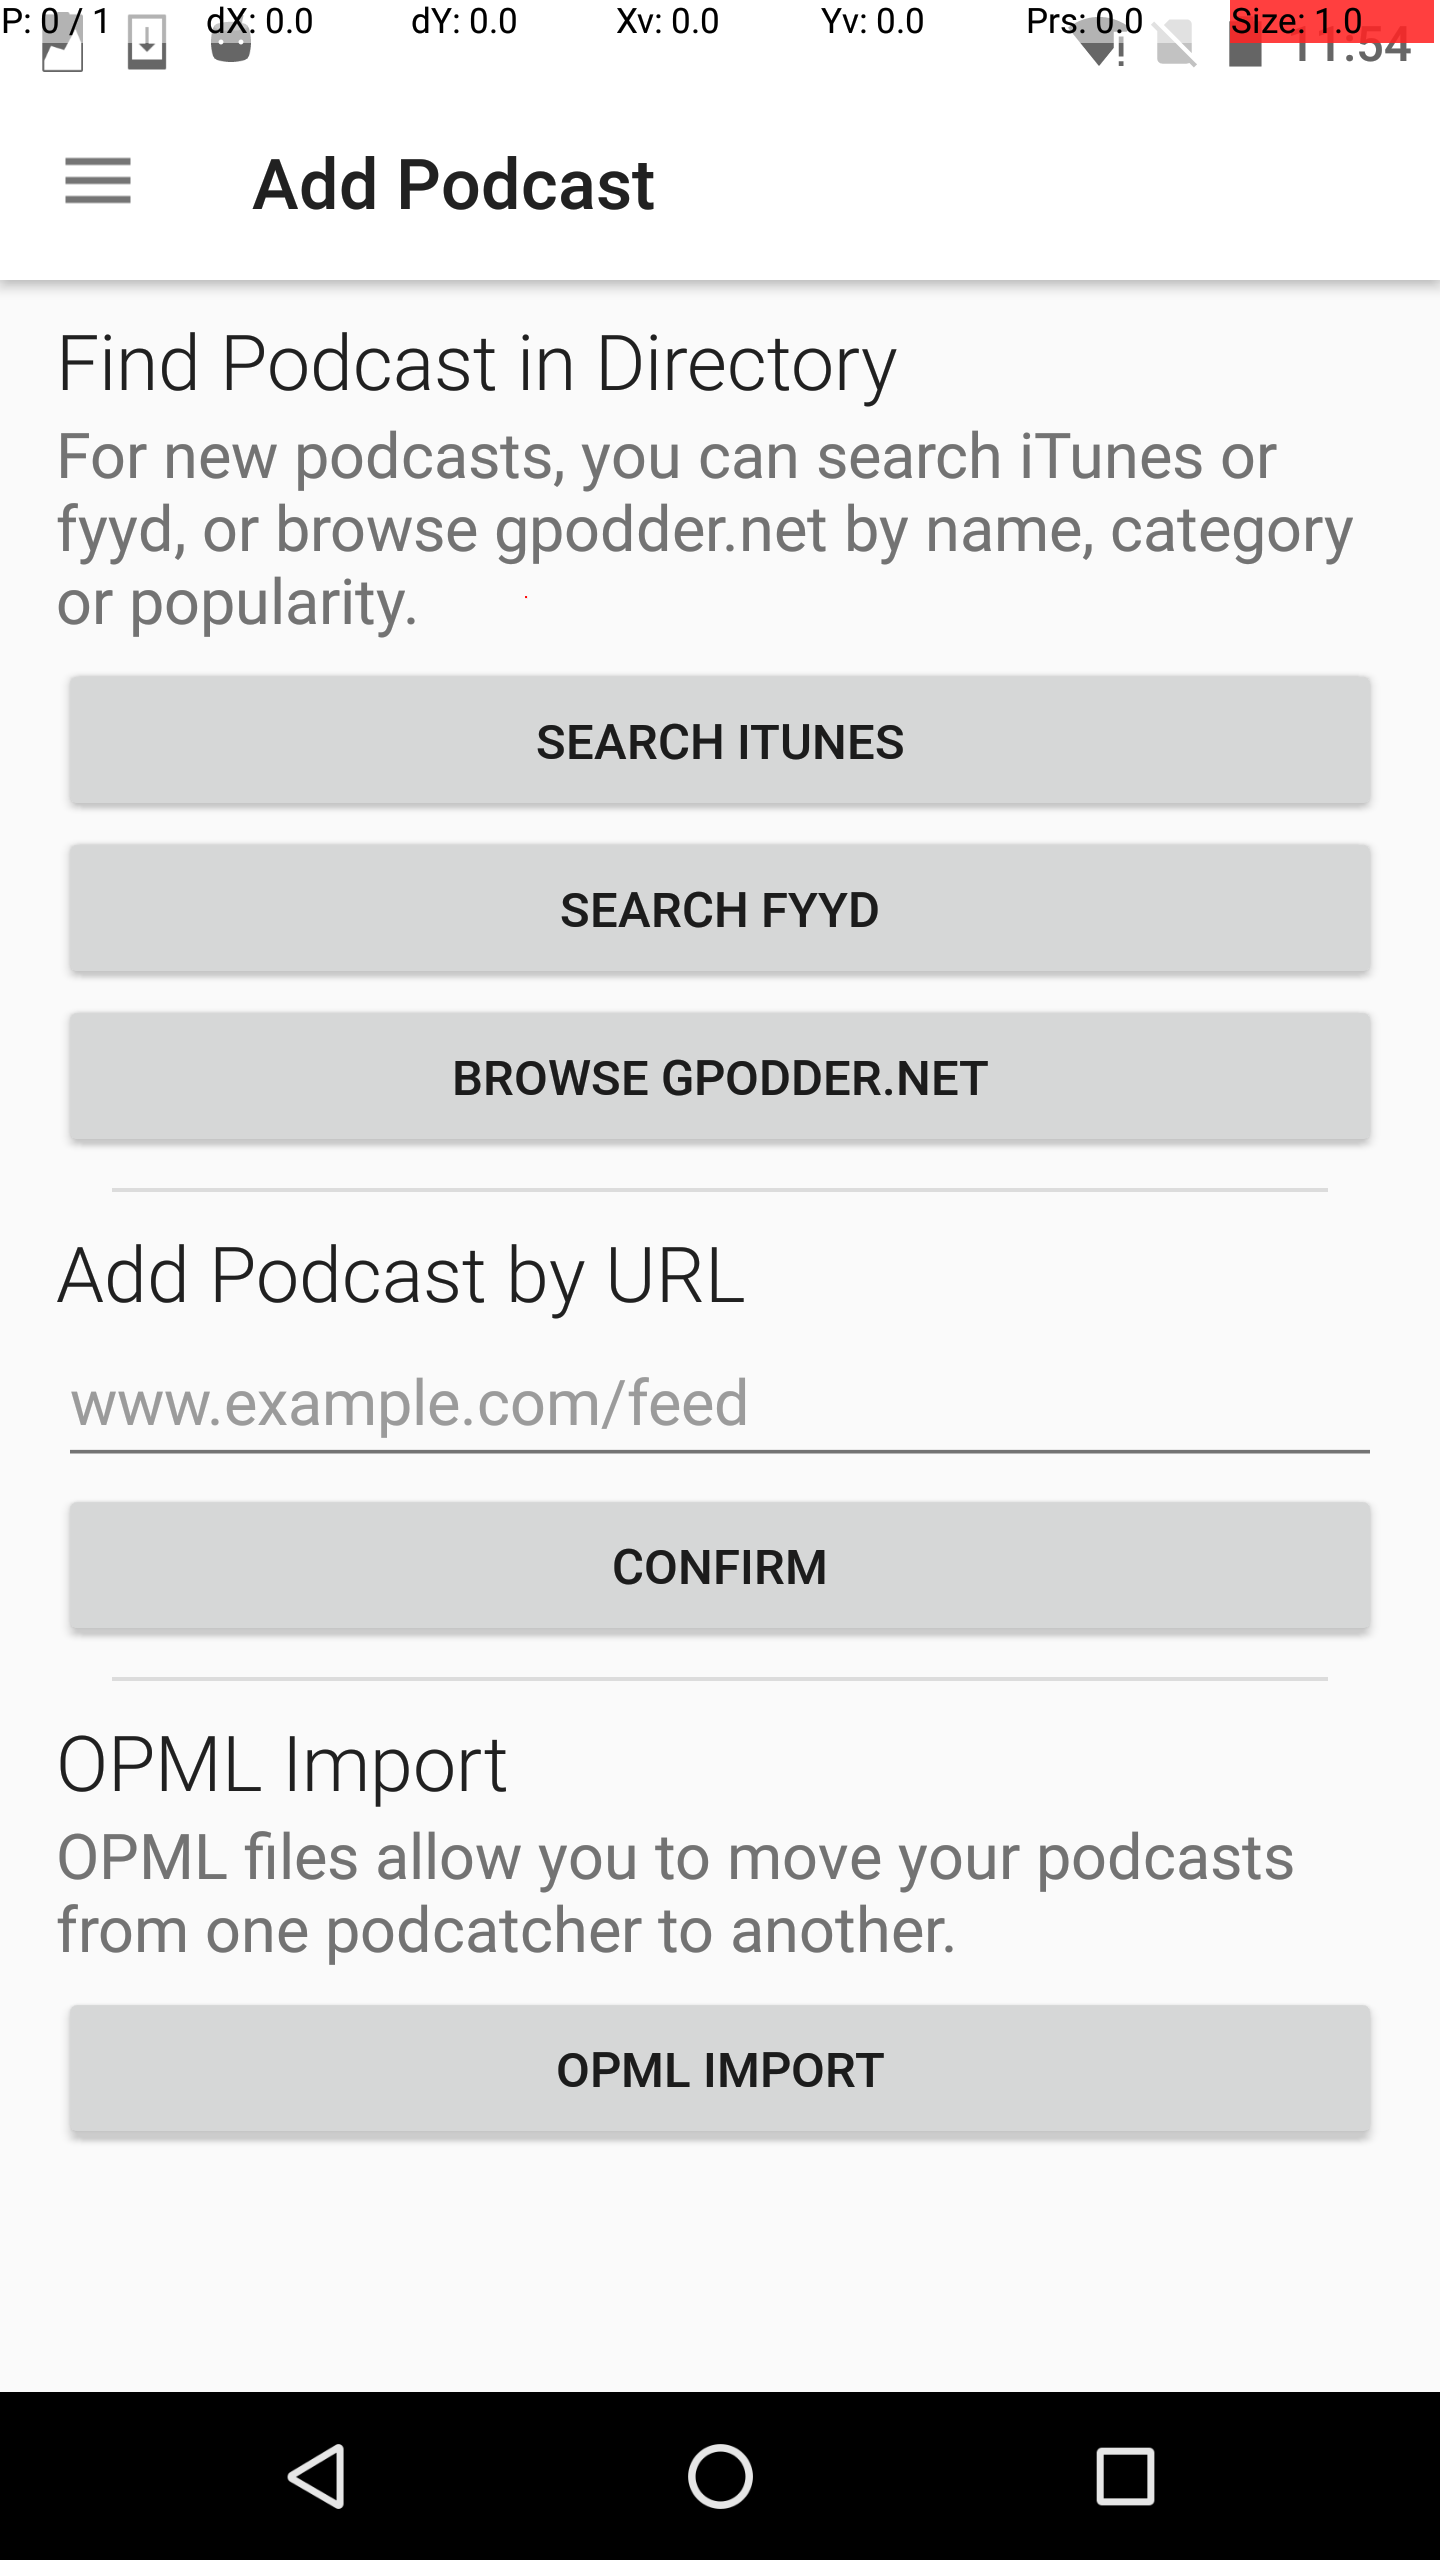 P: 0 / 1 dX: 0.0 dY: 0.0 Xv: 0.0 Yv: 0.0 Prs: 0.0 Size: 1.0
11:54
Add Podcast
Find Podcast in Directory
For new podcasts, you can search iTunes or
fyyd, or browse gpodder.net by name, category
or popularity.
SEARCH ITUNES
SEARCH FYYD
BROWSE GPODDER.NET
Add Podcast by URL
www.example.com/feed
CONFIRM
OPML Import
OPML files allow you to move your podcasts
from one podcatcher to another.
OPML IMPORT